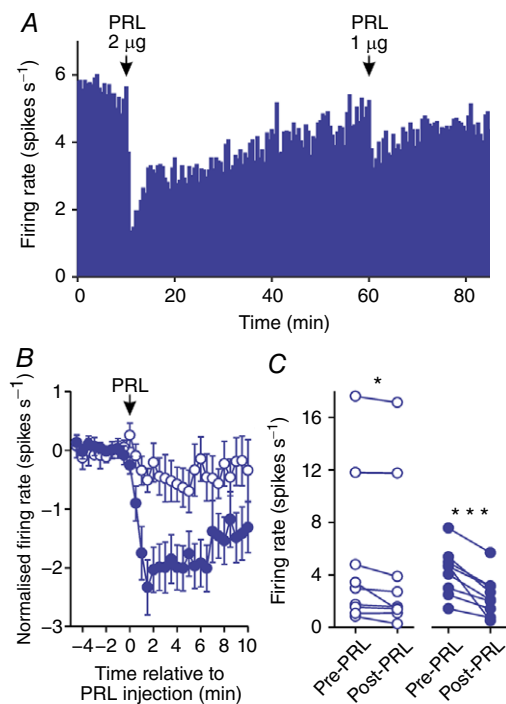 A
PRL
2 μg
PRL
1 μg
Firing rate (spikes s⁻¹)
6
4
2
0
0
20
40
60
80
Time (min)
B
PRL
Normalised firing rate (spikes s⁻¹)
1
0
−1
−2
−3
−4 −2 0 2 4 6 8 10
Time relative to
PRL injection (min)
C
*
* * *
Firing rate (spikes s⁻¹)
16
12
8
4
0
Pre-PRL
Post-PRL
Pre-PRL
Post-PRL